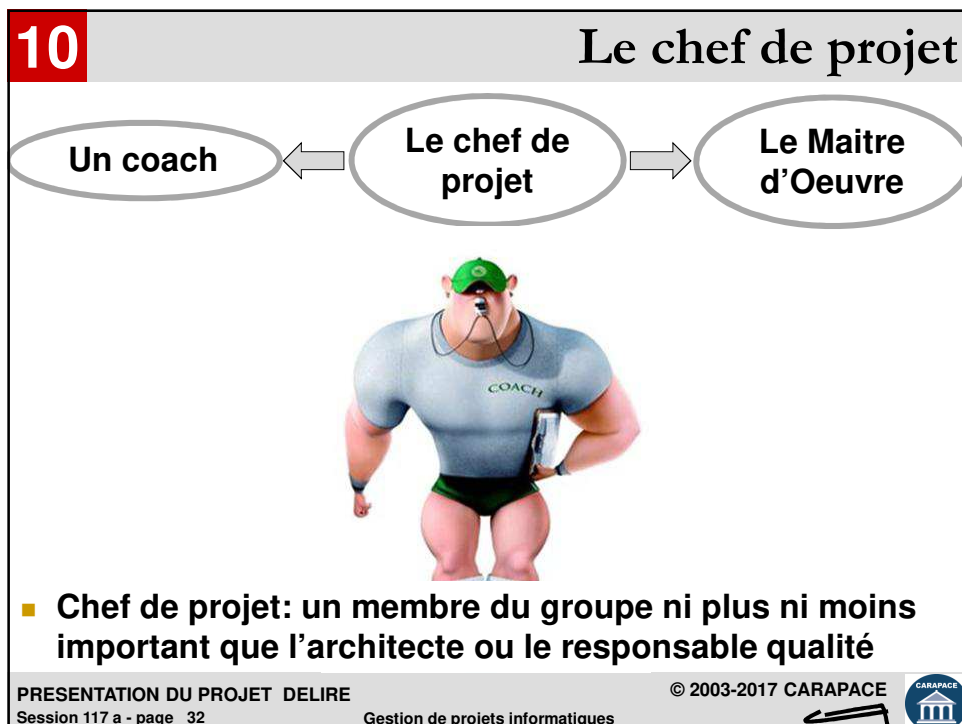 10
Le chef de projet
Un coach
Le chef de
projet
Le Maitre
d'Oeuvre
COACH
Chef de projet: un membre du groupe ni plus ni moins
important que l'architecte ou le responsable qualité
PRESENTATION DU PROJET DELIRE
© 2003-2017 CARAPACE
CARAPACE
Session 117 a - page 32
Gestion de projets informatiques